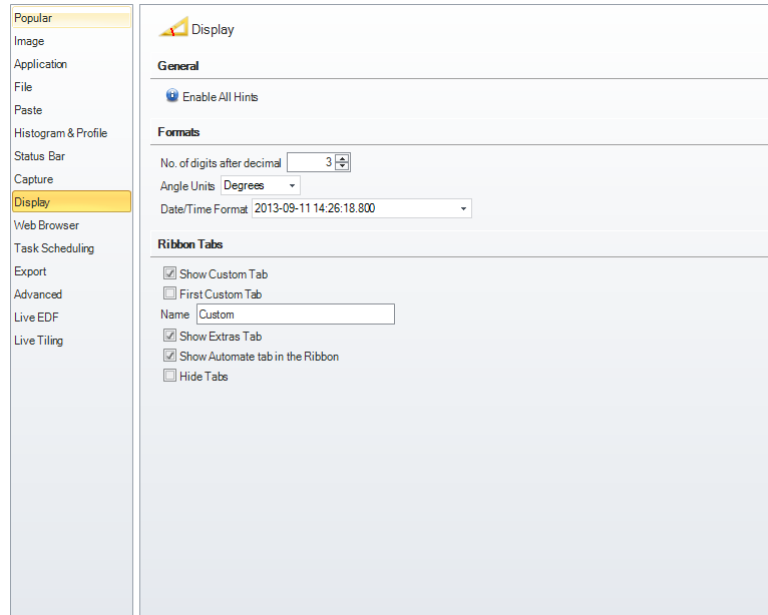 Popular
Image
Application
File
Paste
Histogram & Profile
Status Bar
Capture
Display
Web Browser
Task Scheduling
Export
Advanced
Live EDF
Live Tiling
Display
General
Enable All Hints
Formats
No. of digits after decimal 3
Angle Units Degrees
Date/Time Format 2013-09-11 14:26:18.800
Ribbon Tabs
Show Custom Tab
First Custom Tab
Name Custom
Show Extras Tab
Show Automate tab in the Ribbon
Hide Tabs